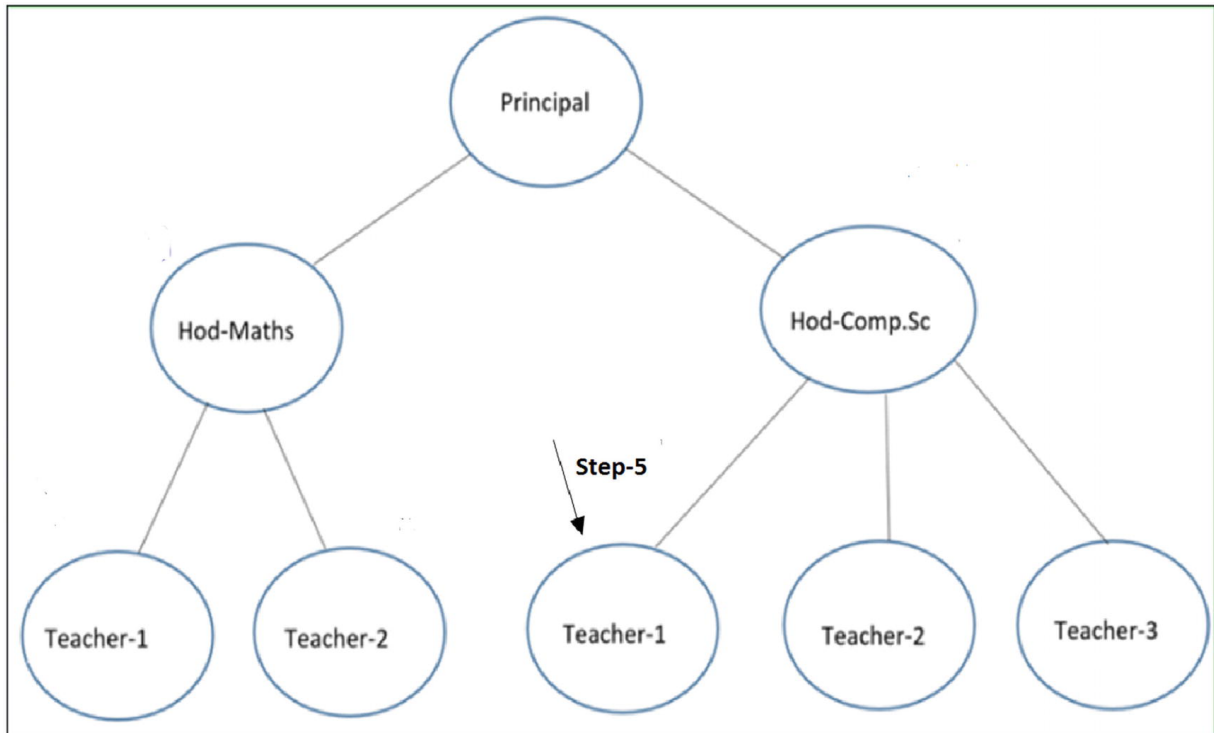 Principal
Hod-Maths
Hod-Comp.Sc
Step-5
Teacher-1
Teacher-2
Teacher-1
Teacher-2
Teacher-3